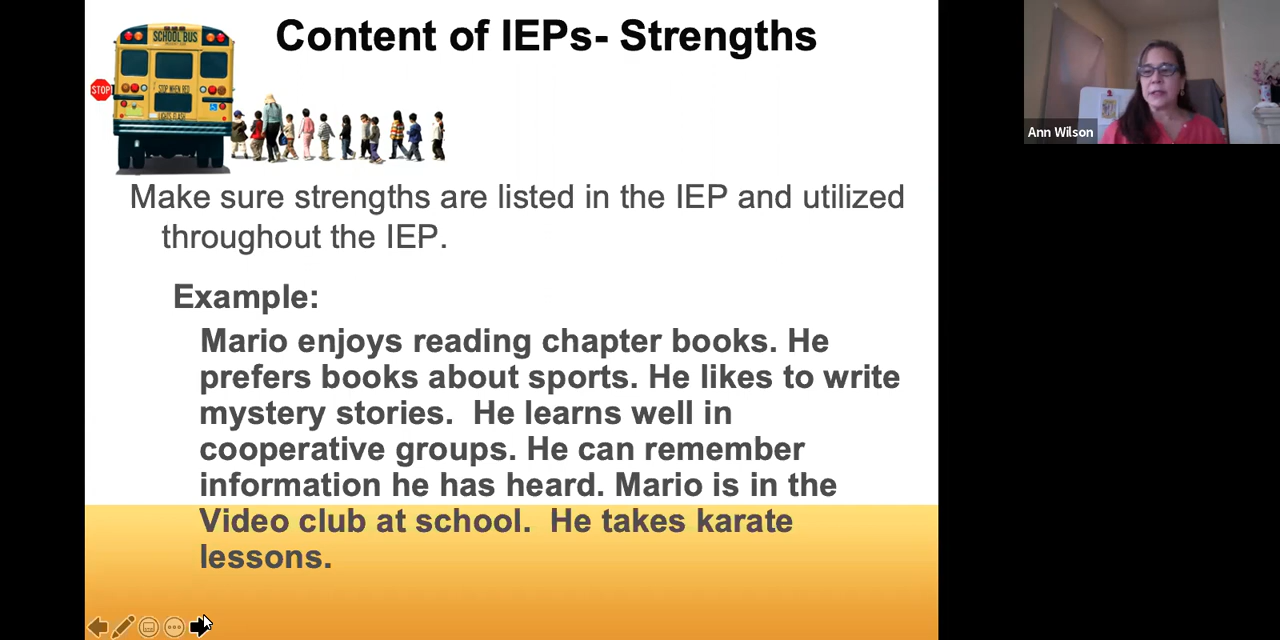 Content of IEPs- Strengths
SCHOOL BUS
STOP
STOP WHEN RED
Ann Wilson
Make sure strengths are listed in the IEP and utilized
throughout the IEP.
Example:
Mario enjoys reading chapter books. He
prefers books about sports. He likes to write
mystery stories.  He learns well in
cooperative groups. He can remember
information he has heard. Mario is in the
Video club at school.  He takes karate
lessons.